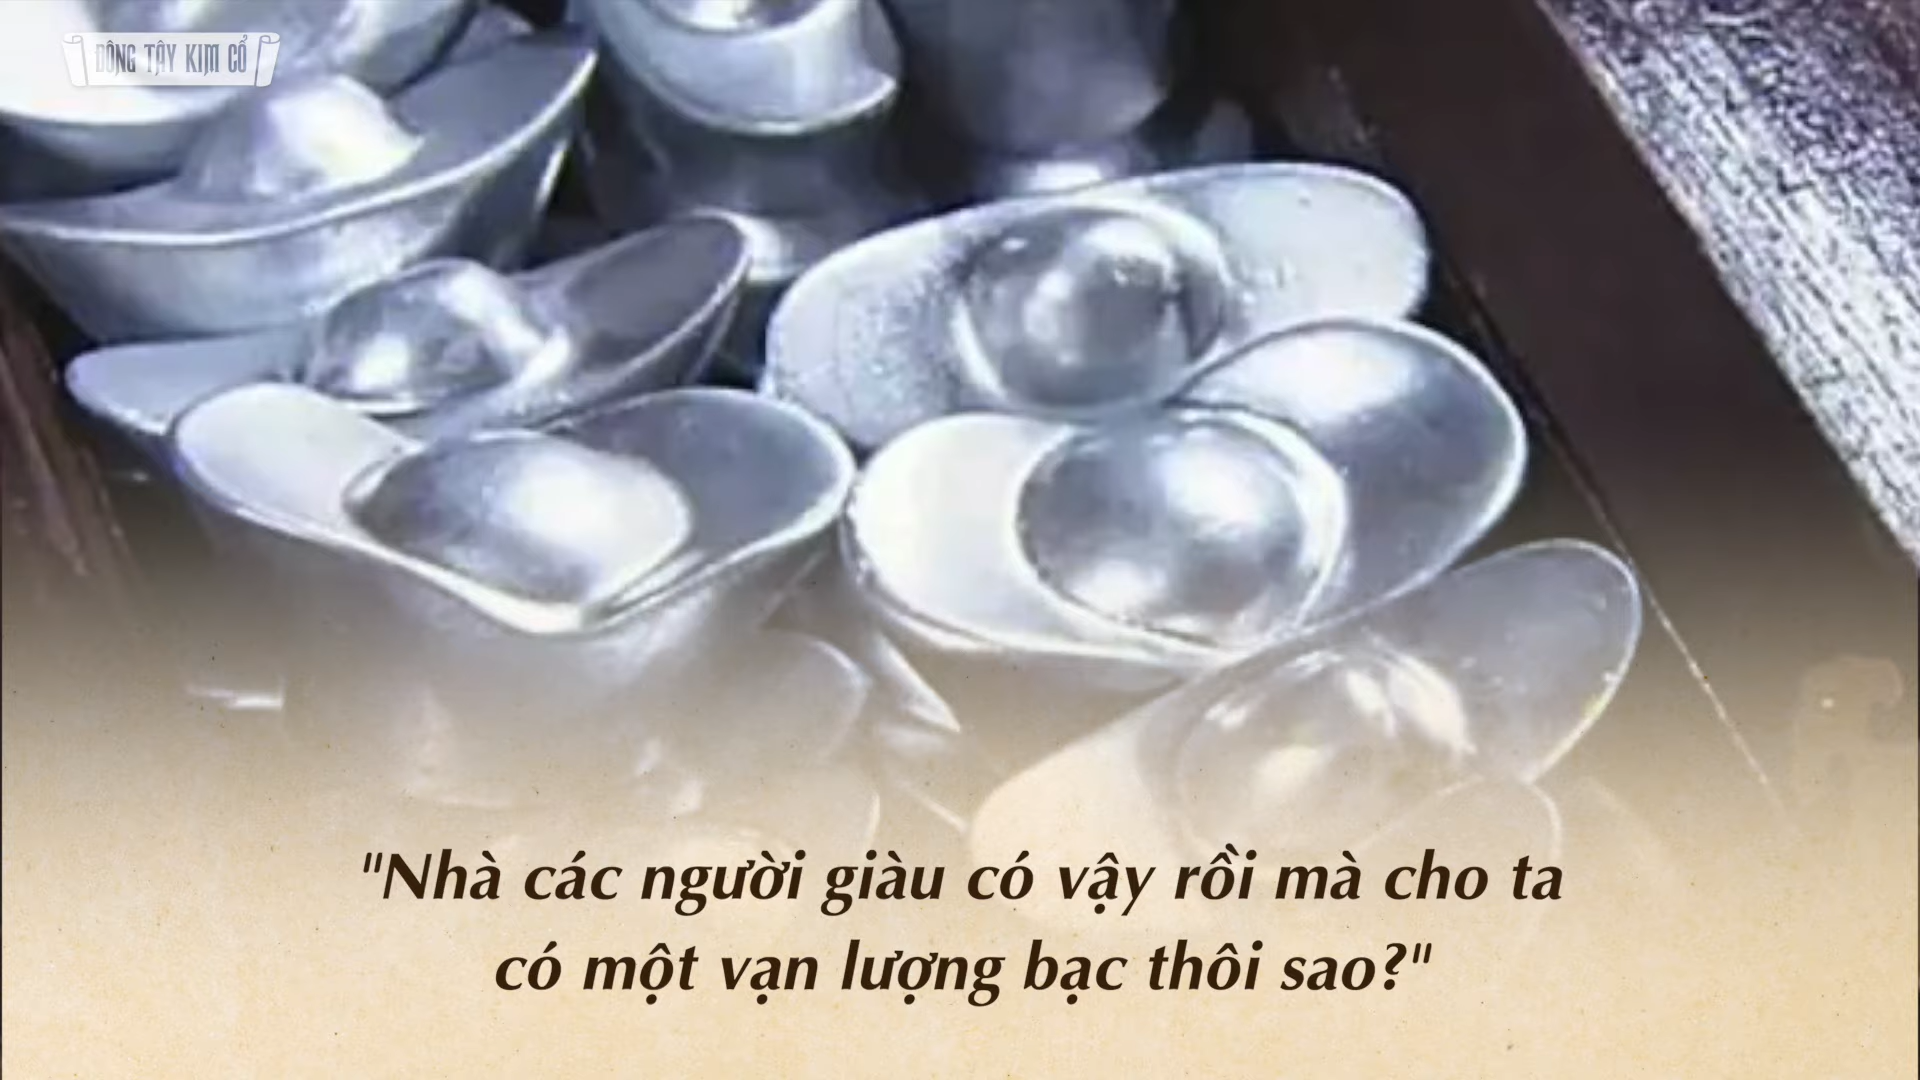 ĐÔNG TÂY KIM CỔ
"Nhà các người giàu có vậy rồi mà cho ta
có một vạn lượng bạc thôi sao?"